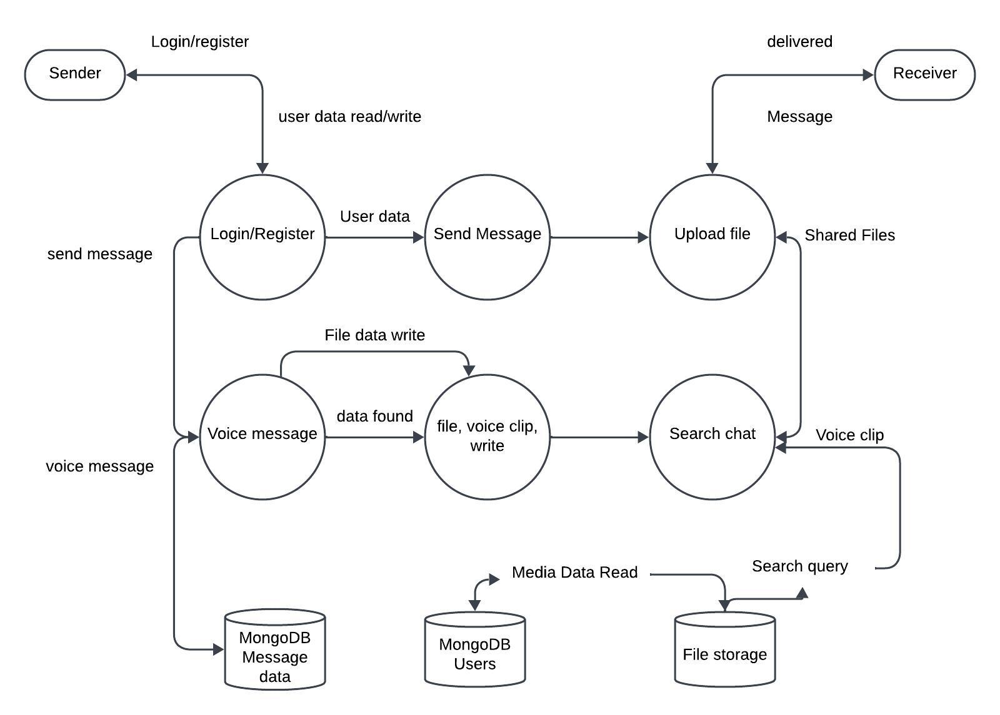 Login/register
delivered
Sender
Receiver
user data read/write
Message
User data
Login/Register
Send Message
Upload file
Shared Files
send message
File data write
data found
Voice message
file, voice clip,
write
Search chat
Voice clip
voice message
Media Data Read
Search query
MongoDB
Message
data
MongoDB
Users
File storage